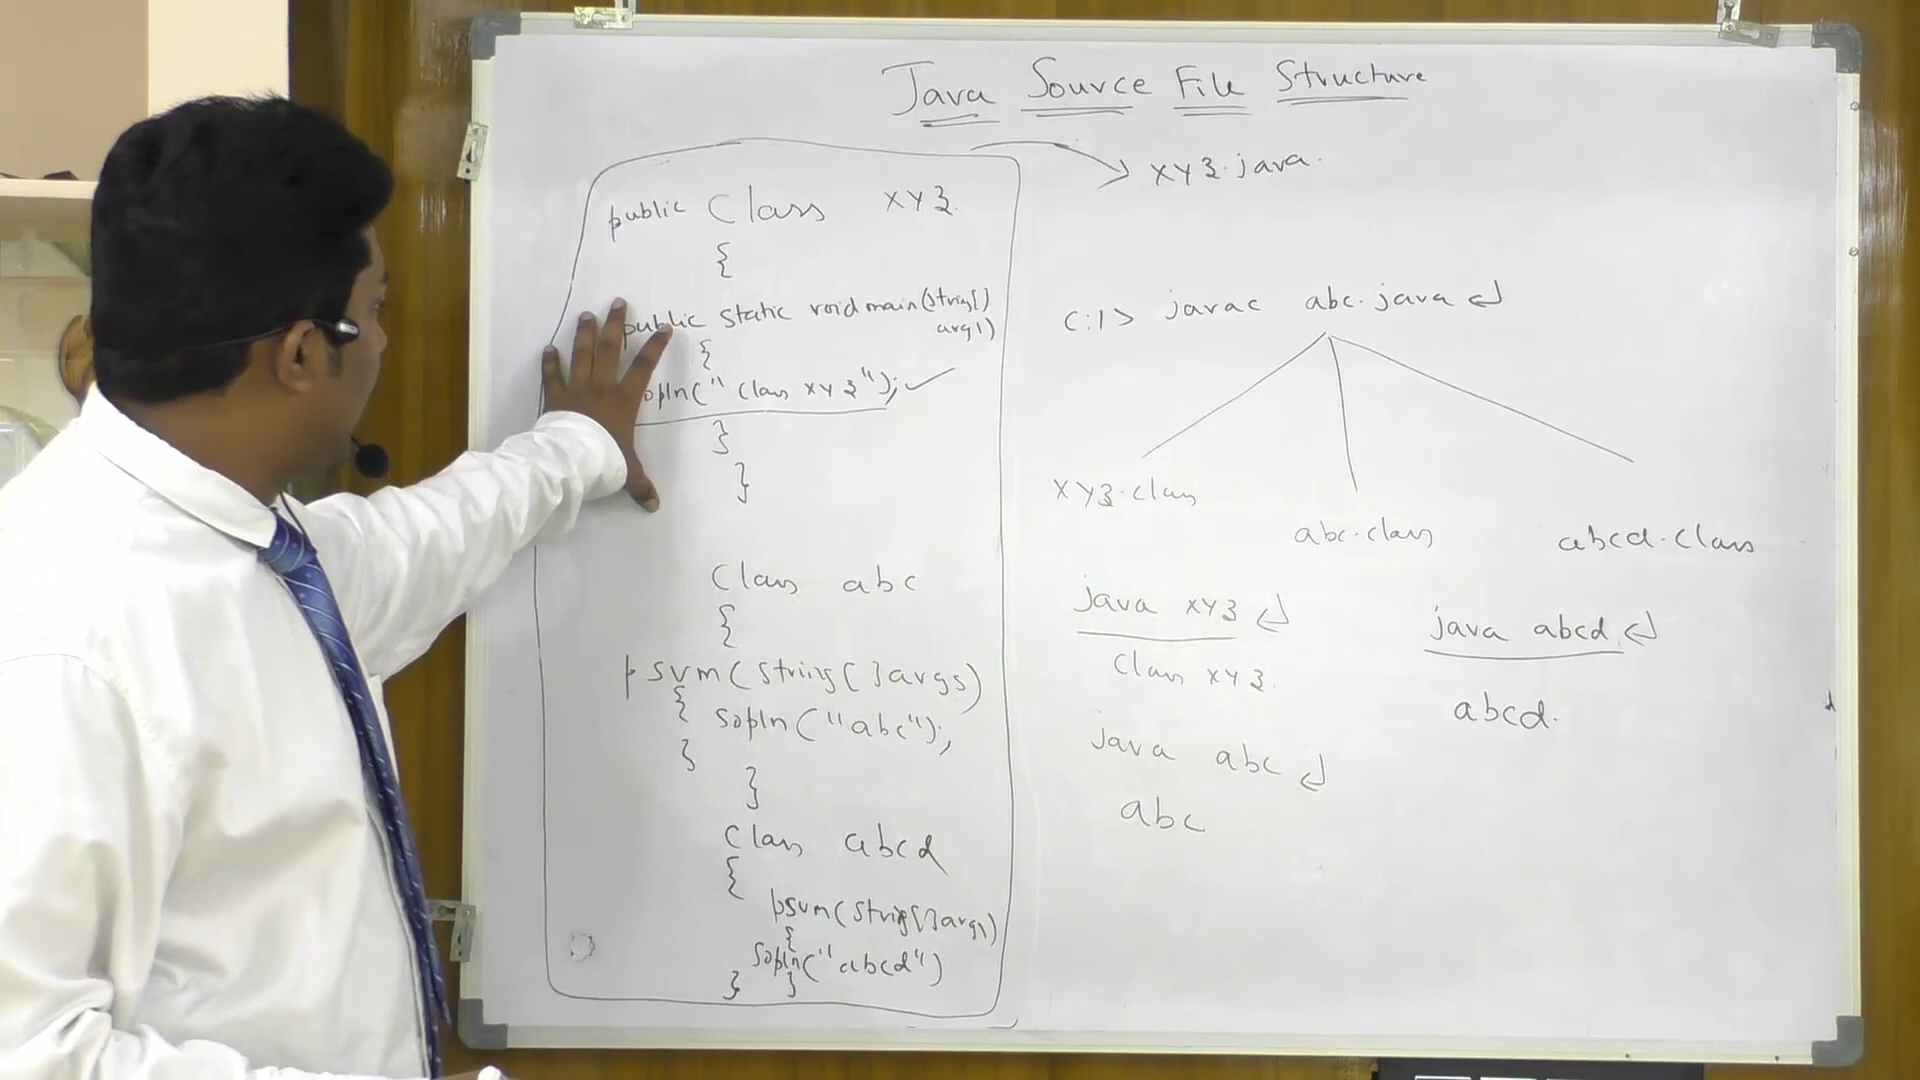 Java Source File Structure
public Class XYZ.
{
public static void main(String[]
args)
{
sopln("Class XYZ");
}
}
Class abc
{
psvm(String[]args)
{
sopln("abc");
}
}
Class abcd
{
psvm(String[]args)
{
sopln("abcd")
} }
XYZ.java.
C:\> javac abc.java
XYZ.class
abc.class
abcd.class
java XYZ
Class XYZ.
java abc
abc
java abcd
abcd.